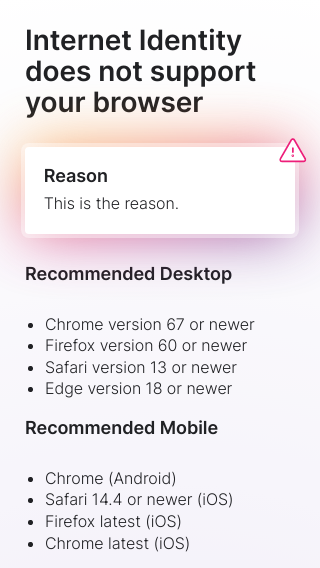 Internet Identity
does not support
your browser
Reason
This is the reason.
Recommended Desktop
• Chrome version 67 or newer
• Firefox version 60 or newer
• Safari version 13 or newer
• Edge version 18 or newer
Recommended Mobile
• Chrome (Android)
• Safari 14.4 or newer (iOS)
• Firefox latest (iOS)
• Chrome latest (iOS)